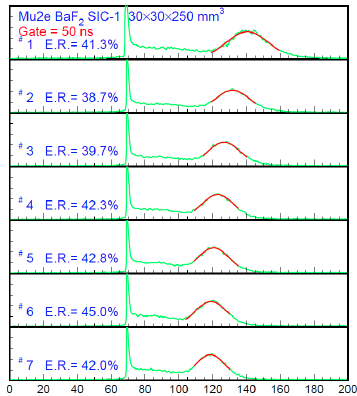 Mu2e BaF2 SIC-1 30×30×250 mm3
Gate = 50 ns
# 1 E.R.= 41.3%
# 2 E.R.= 38.7%
# 3 E.R.= 39.7%
# 4 E.R.= 42.3%
# 5 E.R.= 42.8%
# 6 E.R.= 45.0%
# 7 E.R.= 42.0%
0 20 40 60 80 100 120 140 160 180 200